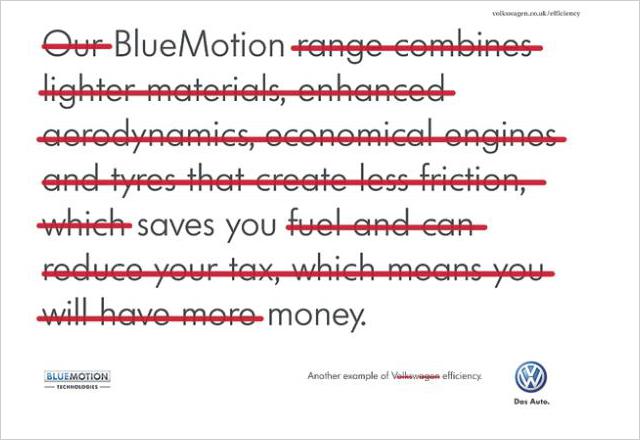 volkswagen.co.uk/efficiency
Our BlueMotion range combines
lighter materials, enhanced
aerodynamics, economical engines
and tyres that create less friction,
which saves you fuel and can
reduce your tax, which means you
will have more money.
BLUEMOTION
TECHNOLOGIES
Another example of Volkswagen efficiency.
Das Auto.